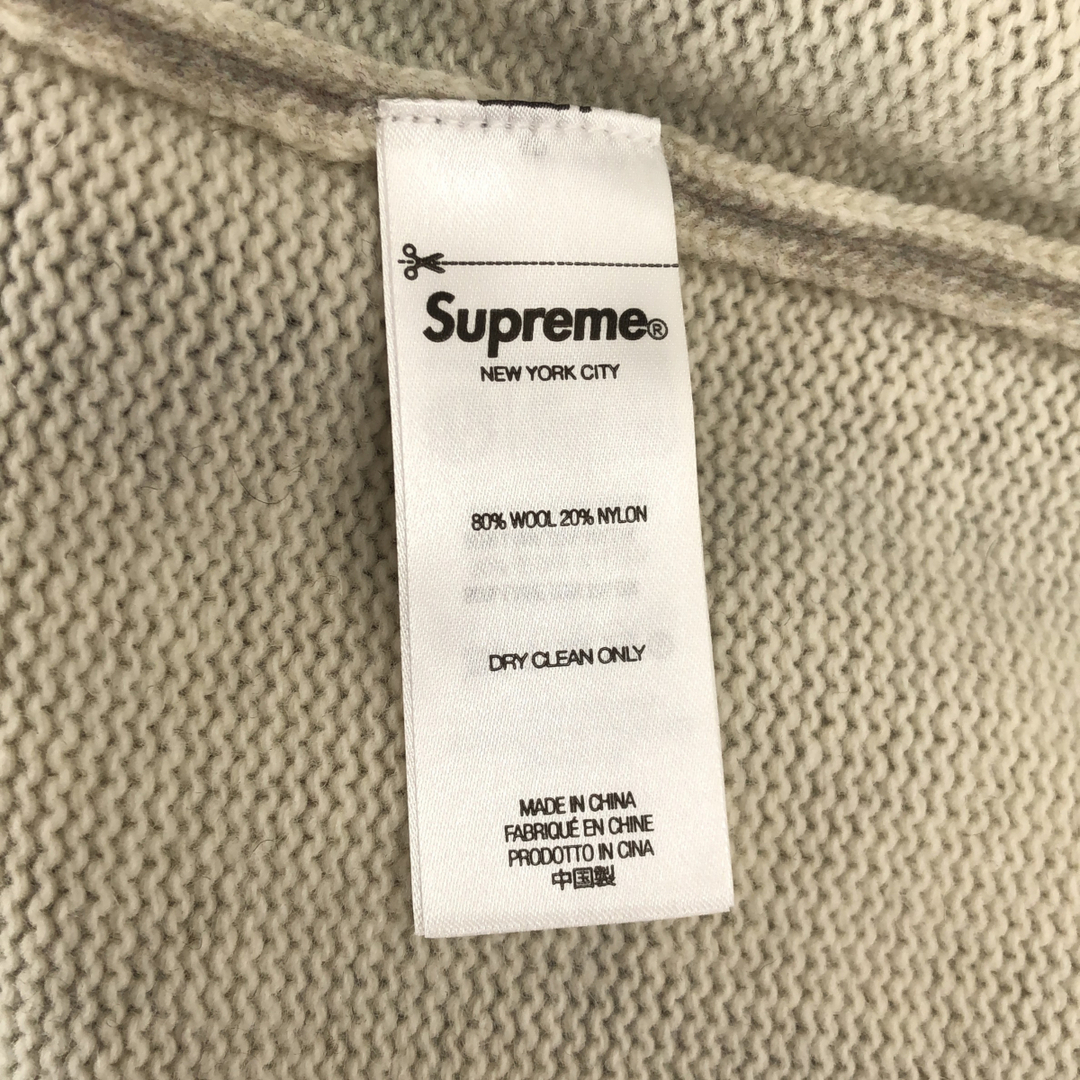 Supreme®
NEW YORK CITY
80% WOOL 20% NYLON
DRY CLEAN ONLY
MADE IN CHINA
FABRIQUÉ EN CHINE
PRODOTTO IN CINA
中国製